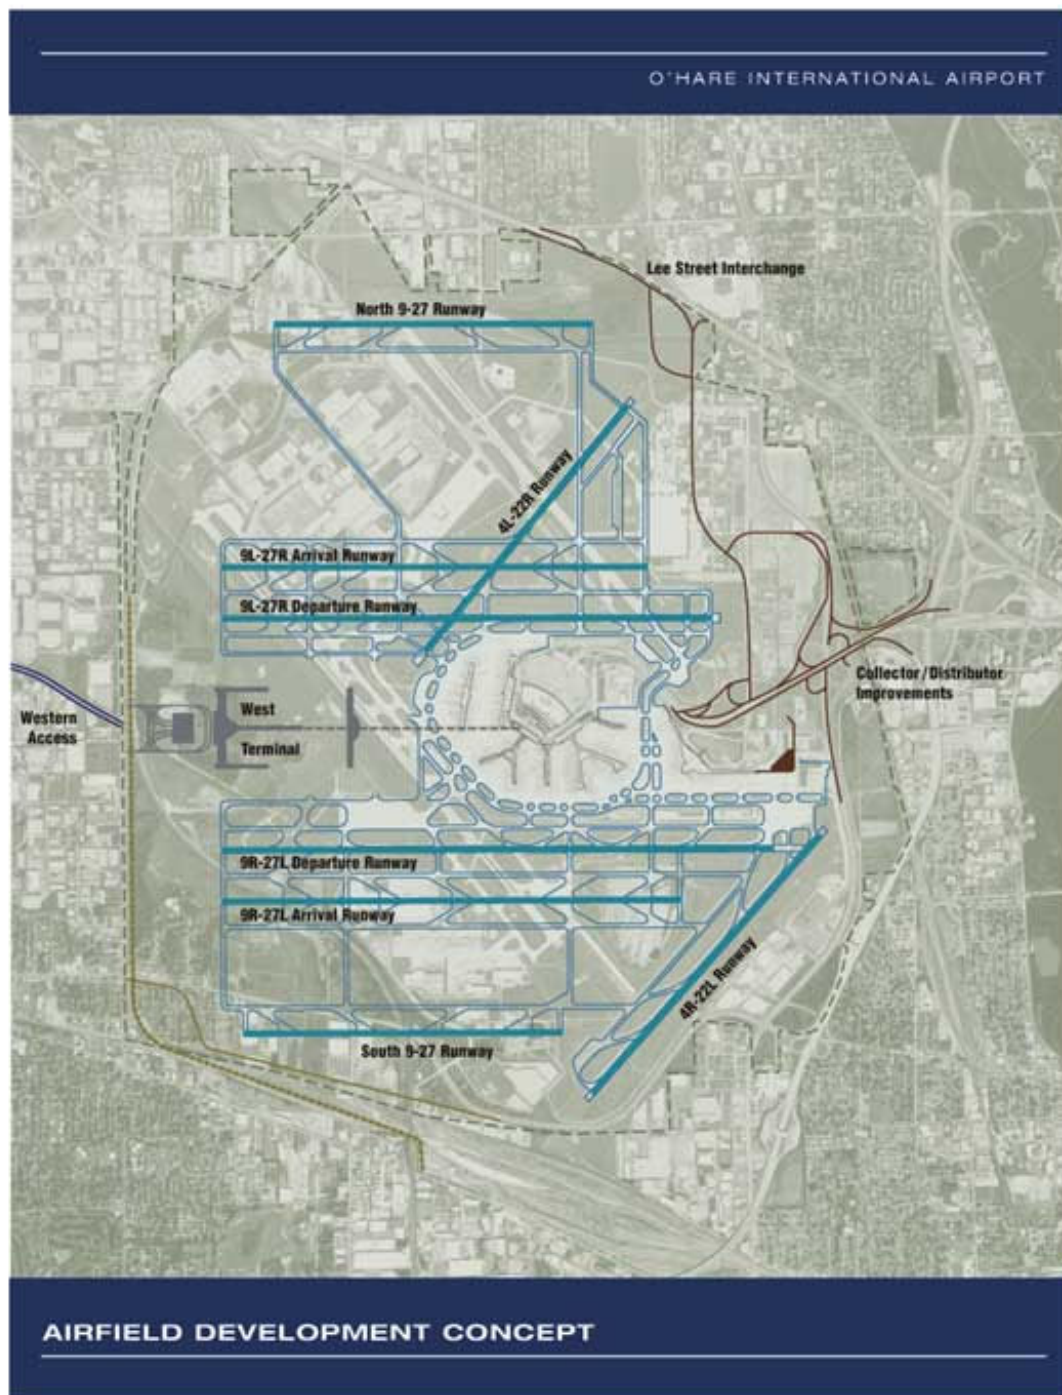 O'HARE INTERNATIONAL AIRPORT
Lee Street Interchange
North 9-27 Runway
4L-22R Runway
9L-27R Arrival Runway
9L-27R Departure Runway
Collector/Distributor
Improvements
Western
Access
West
Terminal
9R-27L Departure Runway
9R-27L Arrival Runway
4R-22L Runway
South 9-27 Runway
AIRFIELD DEVELOPMENT CONCEPT